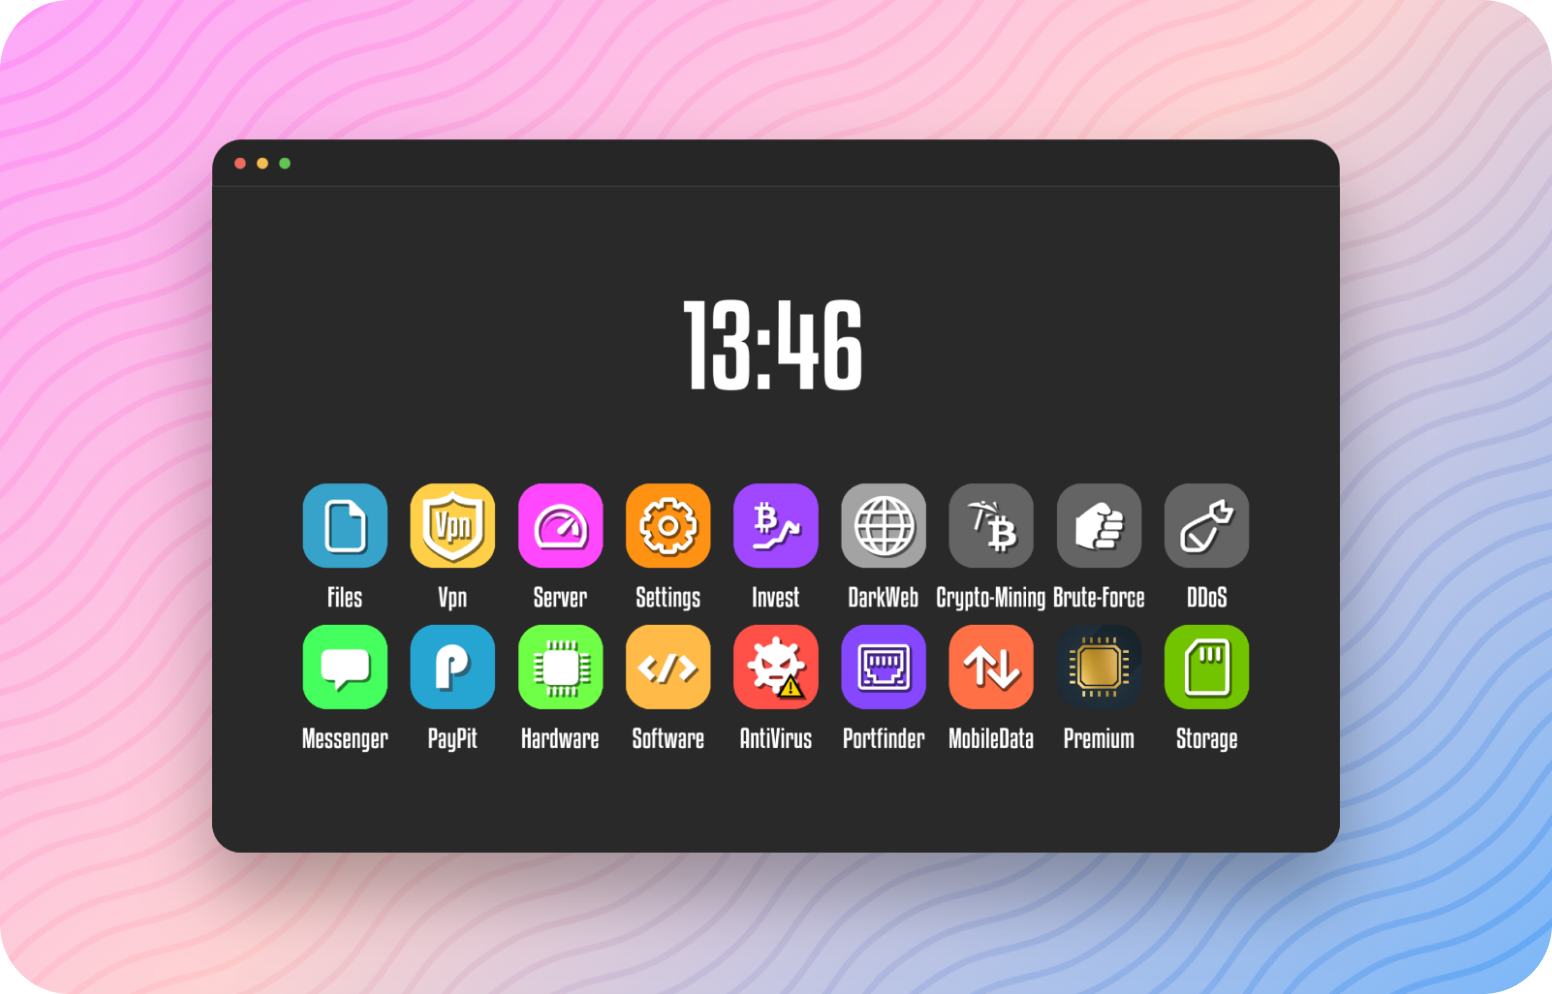 13:46
Vpn
Files Vpn Server Settings Invest DarkWeb Crypto-Mining Brute-Force DDoS
Messenger PayPit Hardware Software AntiVirus Portfinder MobileData Premium Storage